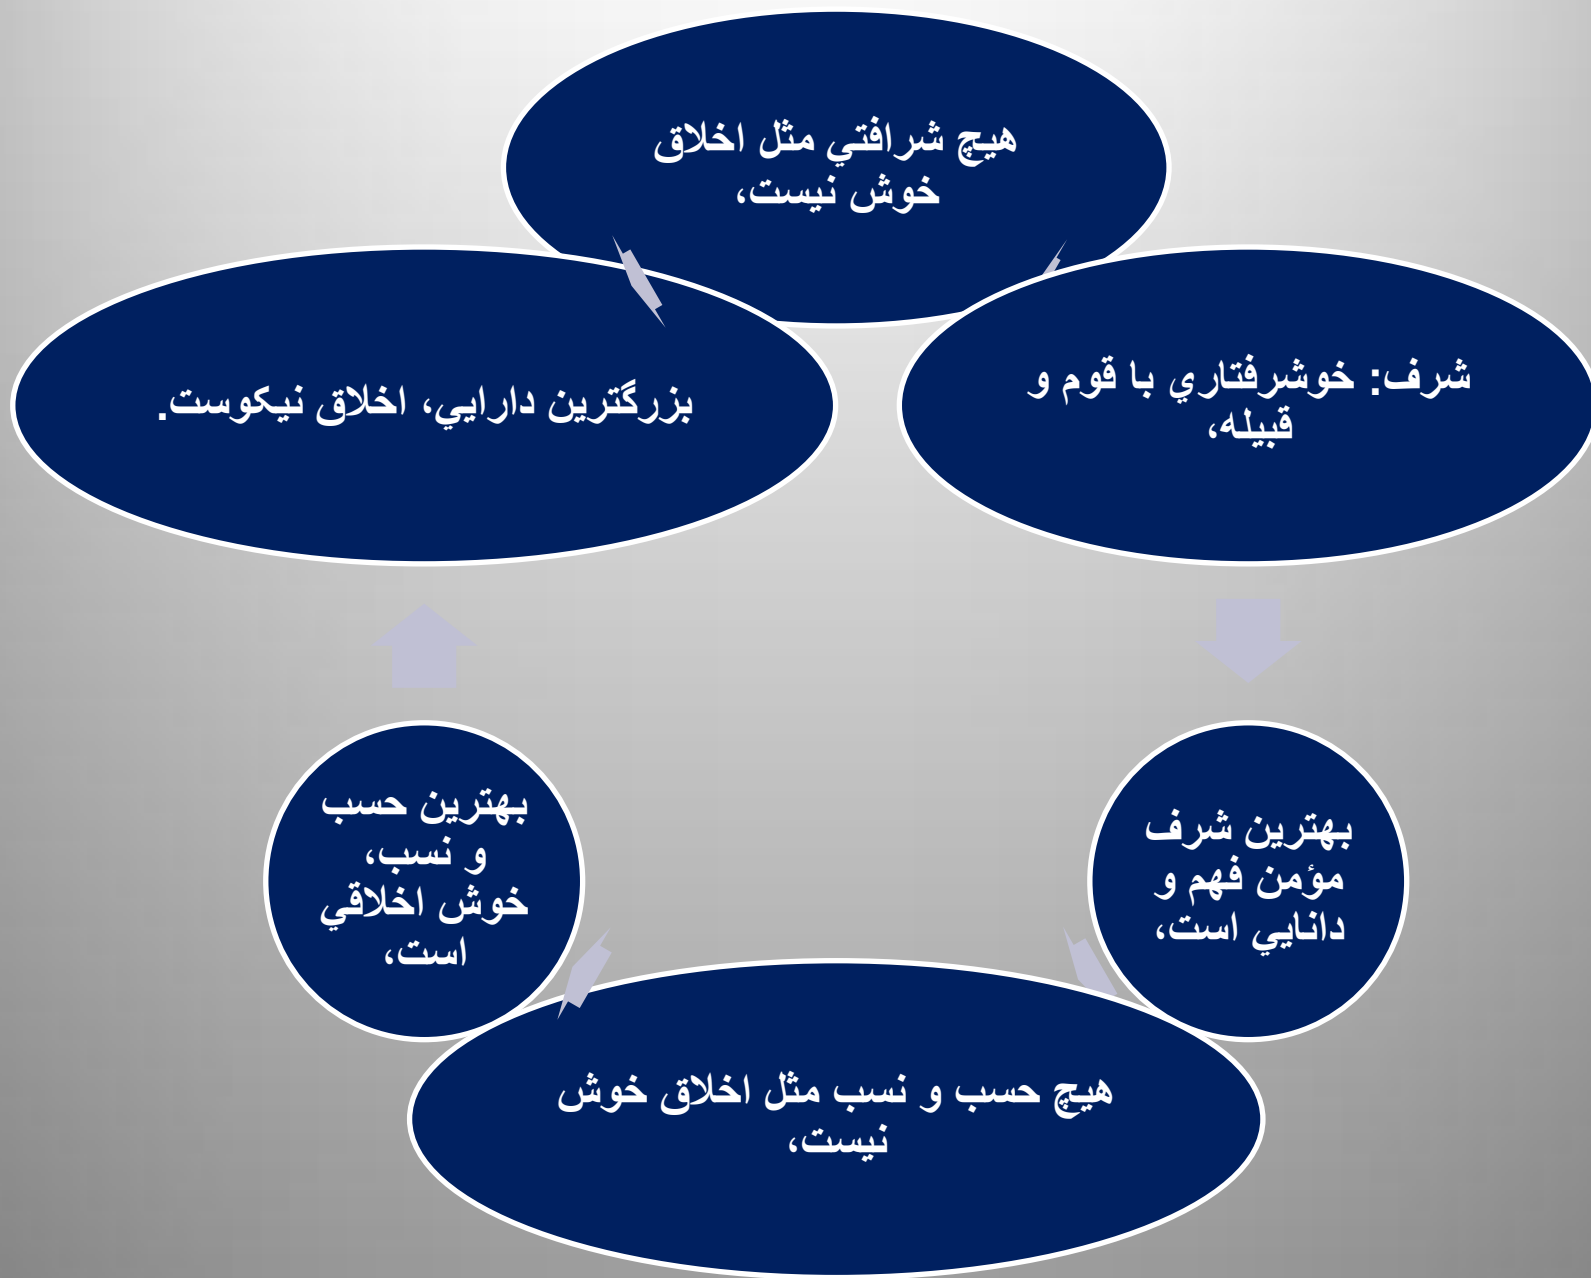 هيچ شرافتي مثل اخلاق
خوش نيست،
شرف: خوشرفتاري با قوم و
قبيله،
بهترين شرف
مؤمن فهم و
دانايي است،
هيچ حسب و نسب مثل اخلاق خوش
نيست،
بهترين حسب
و نسب،
خوش اخلاقي
است،
بزرگترين دارايي، اخلاق نيكوست.